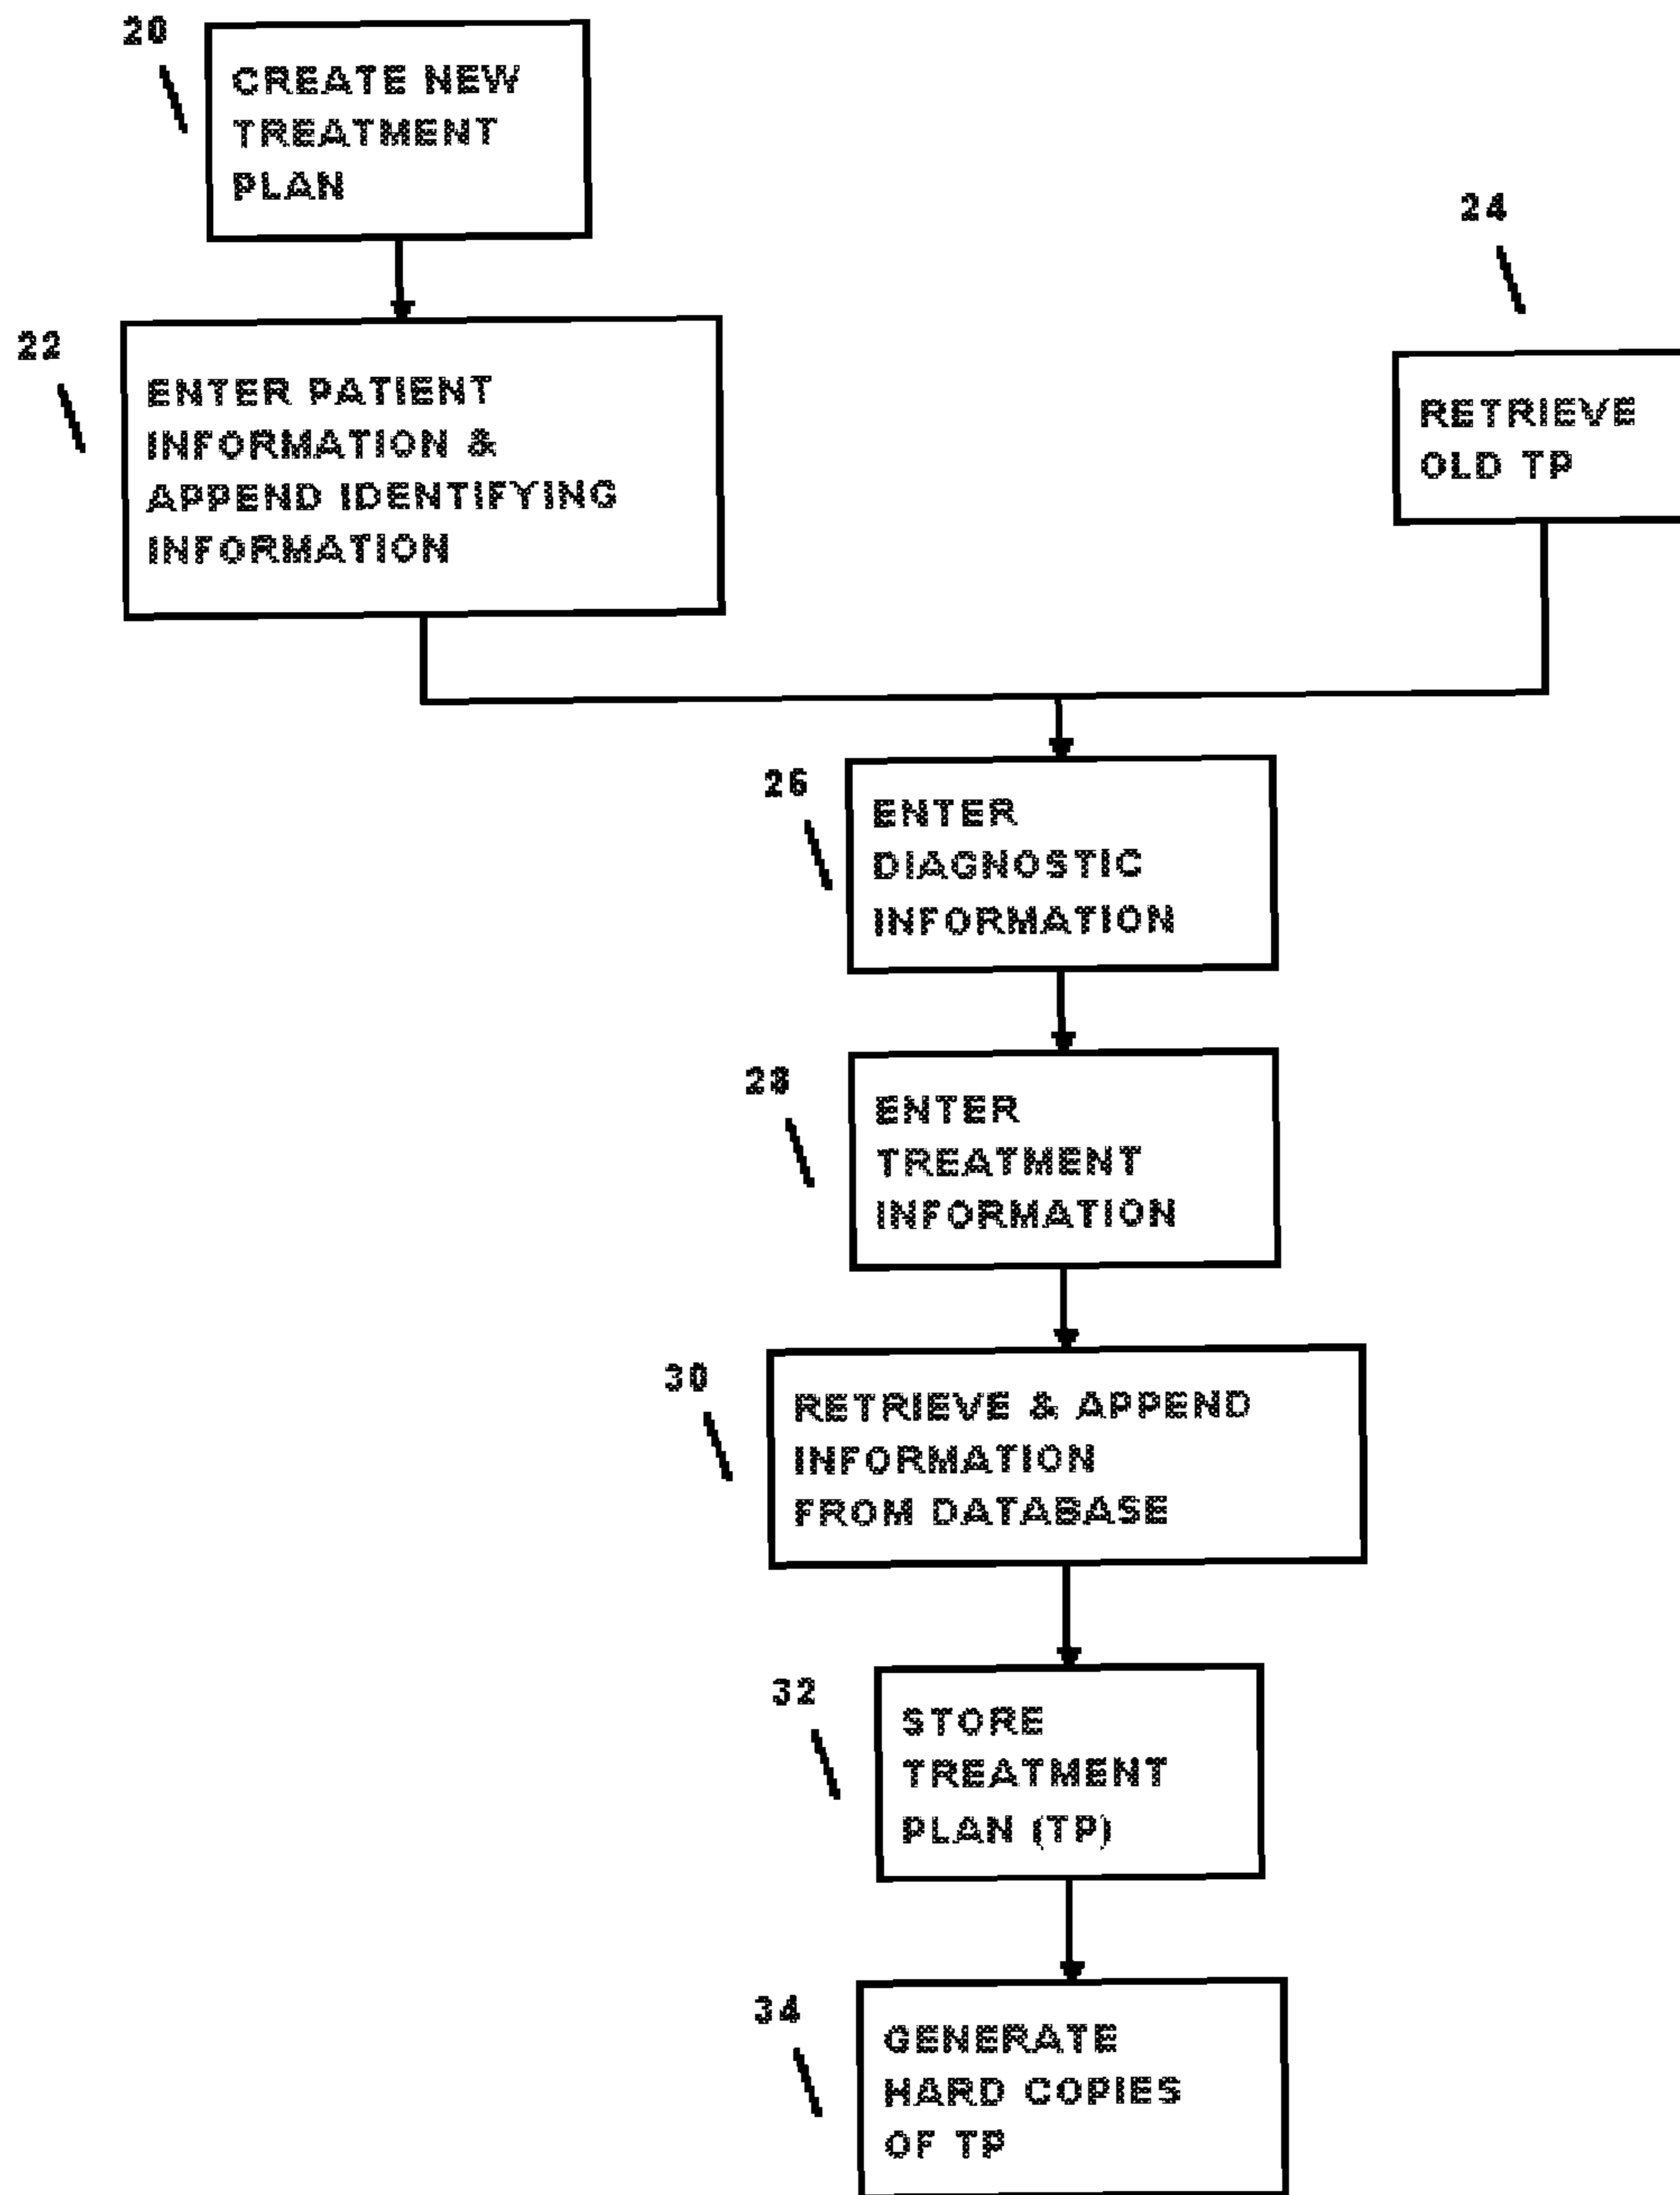 20
CREATE NEW
TREATMENT
PLAN
22
ENTER PATIENT
INFORMATION &
APPEND IDENTIFYING
INFORMATION
24
RETRIEVE
OLD TP
26
ENTER
DIAGNOSTIC
INFORMATION
28
ENTER
TREATMENT
INFORMATION
30
RETRIEVE & APPEND
INFORMATION
FROM DATABASE
32
STORE
TREATMENT
PLAN (TP)
34
GENERATE
HARD COPIES
OF TP